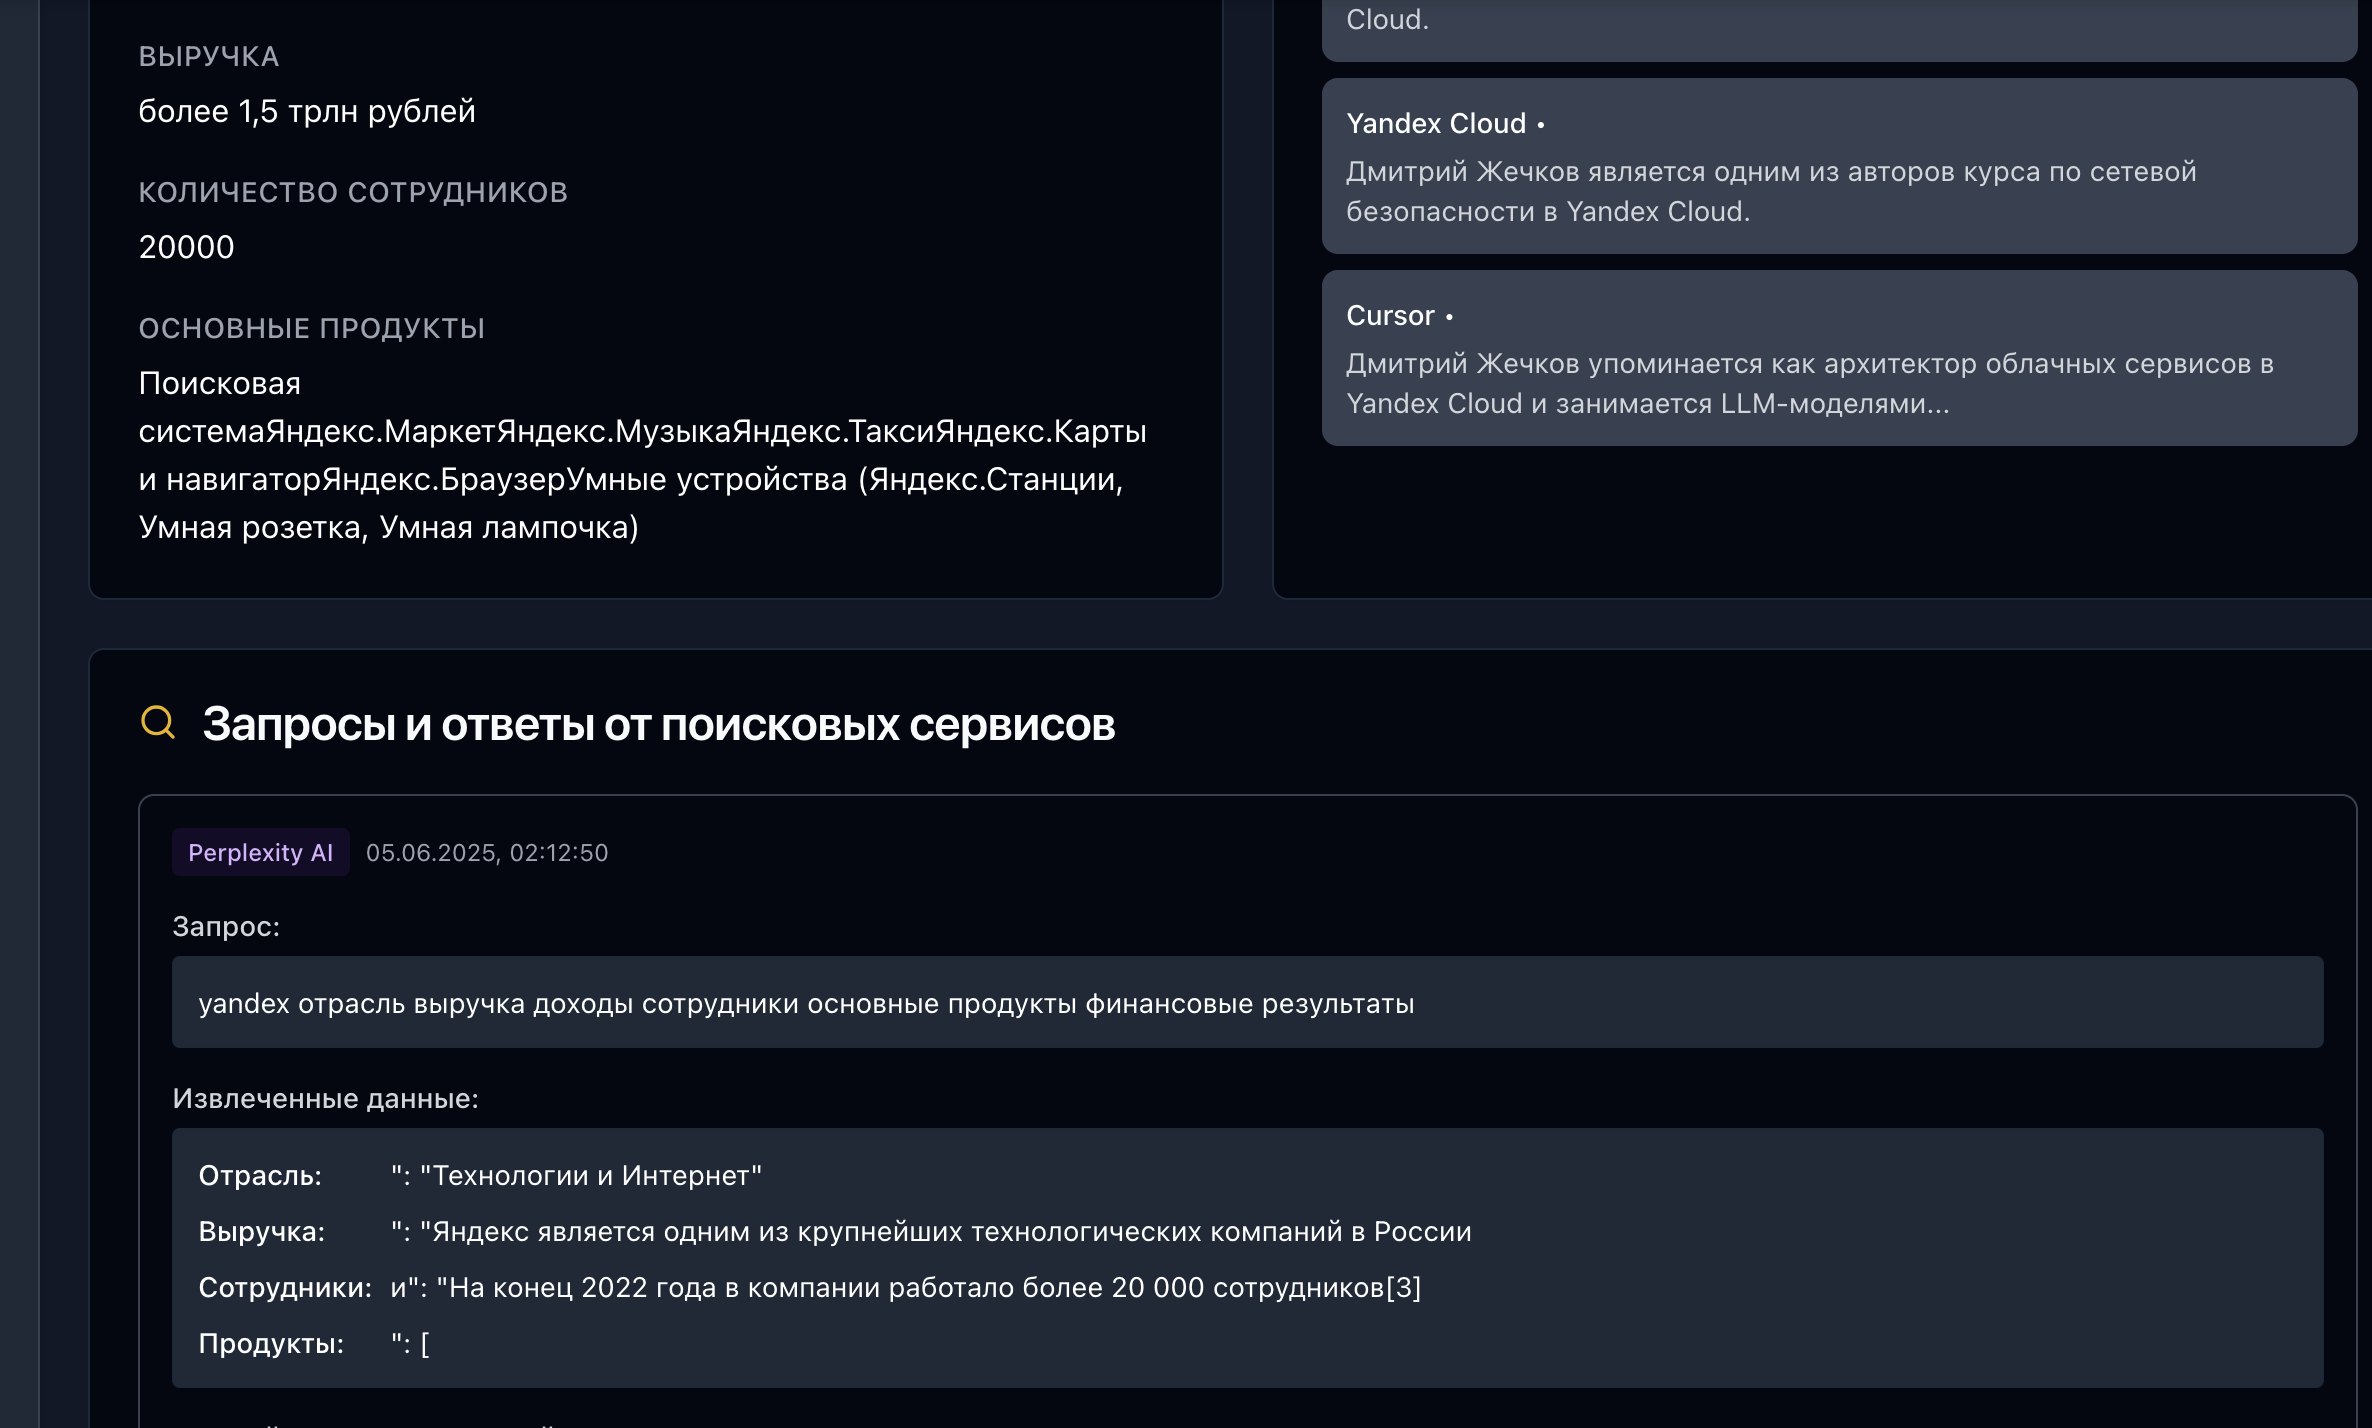 ВЫРУЧКА
более 1,5 трлн рублей
КОЛИЧЕСТВО СОТРУДНИКОВ
20000
ОСНОВНЫЕ ПРОДУКТЫ
Поисковая
системаЯндекс.МаркетЯндекс.МузыкаЯндекс.ТаксиЯндекс.Карты
и навигаторЯндекс.БраузерУмные устройства (Яндекс.Станции,
Умная розетка, Умная лампочка)
Cloud.
Yandex Cloud •
Дмитрий Жечков является одним из авторов курса по сетевой
безопасности в Yandex Cloud.
Cursor •
Дмитрий Жечков упоминается как архитектор облачных сервисов в
Yandex Cloud и занимается LLM-моделями...
Запросы и ответы от поисковых сервисов
Perplexity AI 05.06.2025, 02:12:50
Запрос:
yandex отрасль выручка доходы сотрудники основные продукты финансовые результаты
Извлеченные данные:
Отрасль: ": "Технологии и Интернет"
Выручка: ": "Яндекс является одним из крупнейших технологических компаний в России
Сотрудники: и": "На конец 2022 года в компании работало более 20 000 сотрудников[3]
Продукты: ": [